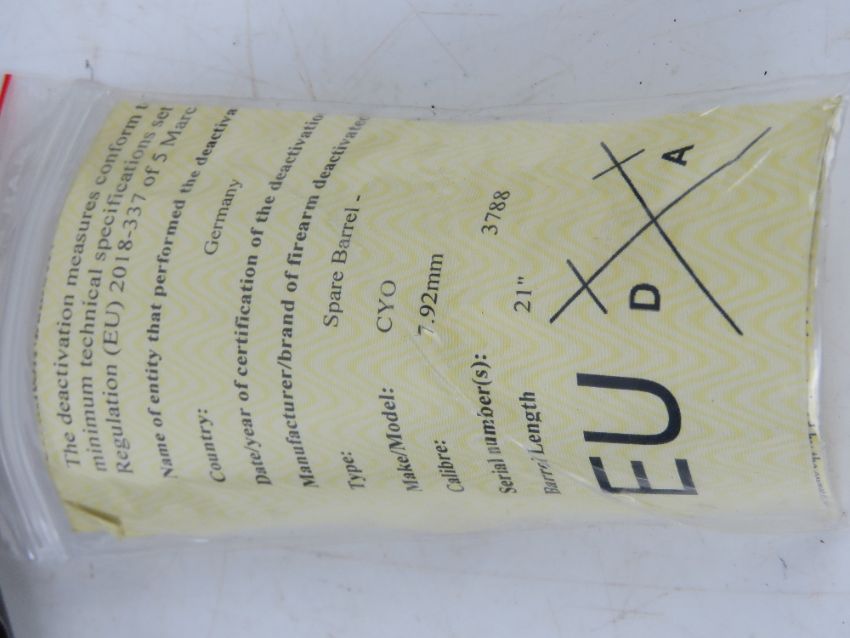 The deactivation measures conform t
minimum technical specifications set
Regulation (EU) 2018-337 of 5 Marc
Name of entity that performed the deactiva
Country: Germany
Date/year of certification of the deactivation
Manufacturer/brand of firearm deactivated
Type: Spare Barrel -
Make/Model: CYO
Calibre: 7.92mm
Serial number(s): 3788
Barrel Length 21"
EU D A